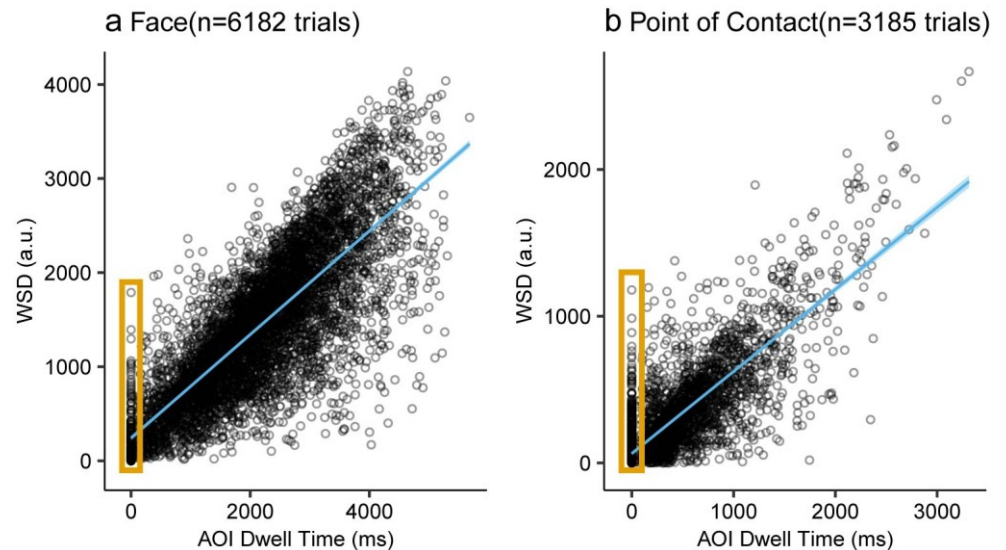 a Face(n=6182 trials)
WSD (a.u.)
4000
3000
2000
1000
0
0 2000 4000
AOI Dwell Time (ms)
b Point of Contact(n=3185 trials)
WSD (a.u.)
2000
1000
0
0 1000 2000 3000
AOI Dwell Time (ms)